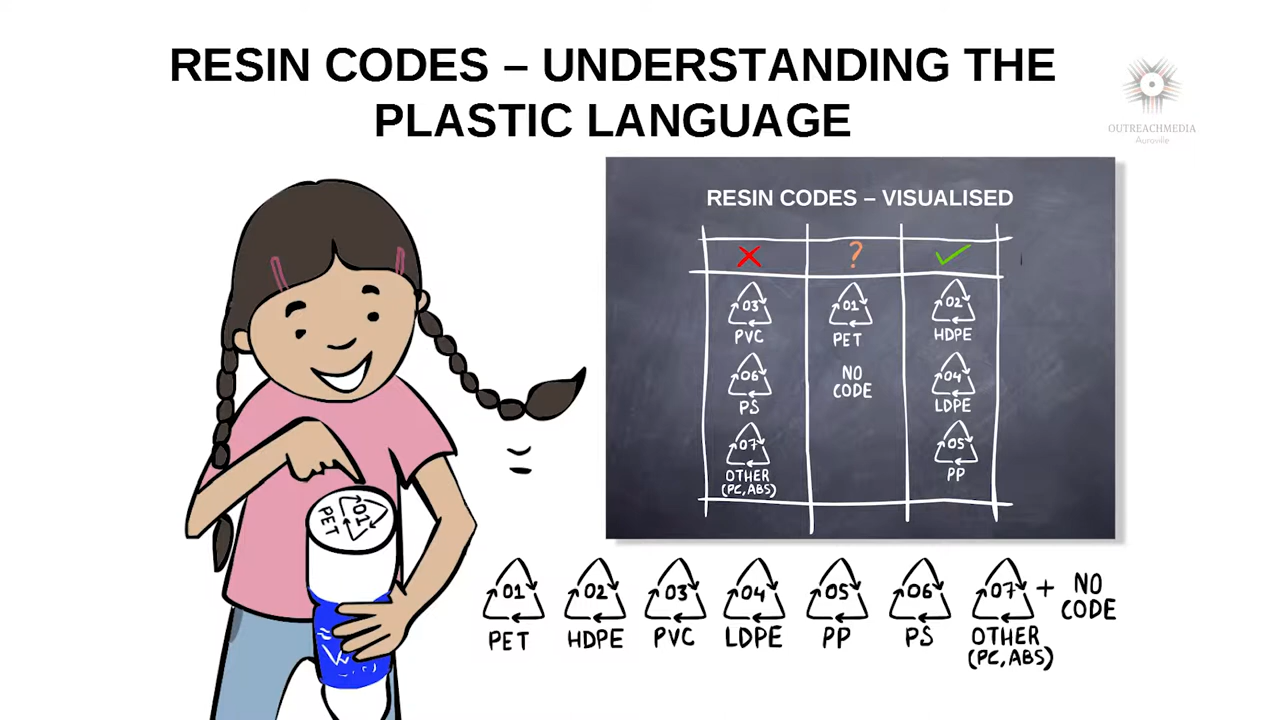 RESIN CODES – UNDERSTANDING THE
PLASTIC LANGUAGE
OUTREACHMEDIA
Auroville
RESIN CODES – VISUALISED
?
03
PVC
06
PS
07
OTHER
(PC,ABS)
01
PET
NO
CODE
02
HDPE
04
LDPE
05
PP
01
PET
01
PET
02
HDPE
03
PVC
04
LDPE
05
PP
06
PS
07
OTHER
(PC,ABS)
+
NO
CODE